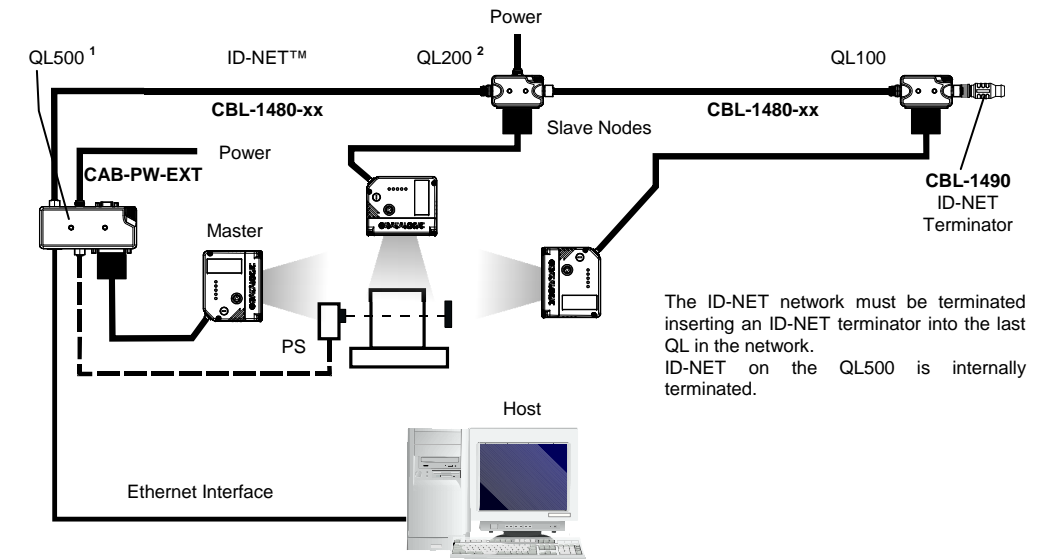 Power
QL500 1
ID-NET™
QL200 2
QL100
CBL-1480-xx
CBL-1480-xx
Slave Nodes
Power
CAB-PW-EXT
CBL-1490
ID-NET
Terminator
Master
DATALOGIC
DATALOGIC
DATALOGIC
PS
The ID-NET network must be terminated
inserting an ID-NET terminator into the last
QL in the network.
ID-NET on the QL500 is internally
terminated.
Host
Ethernet Interface